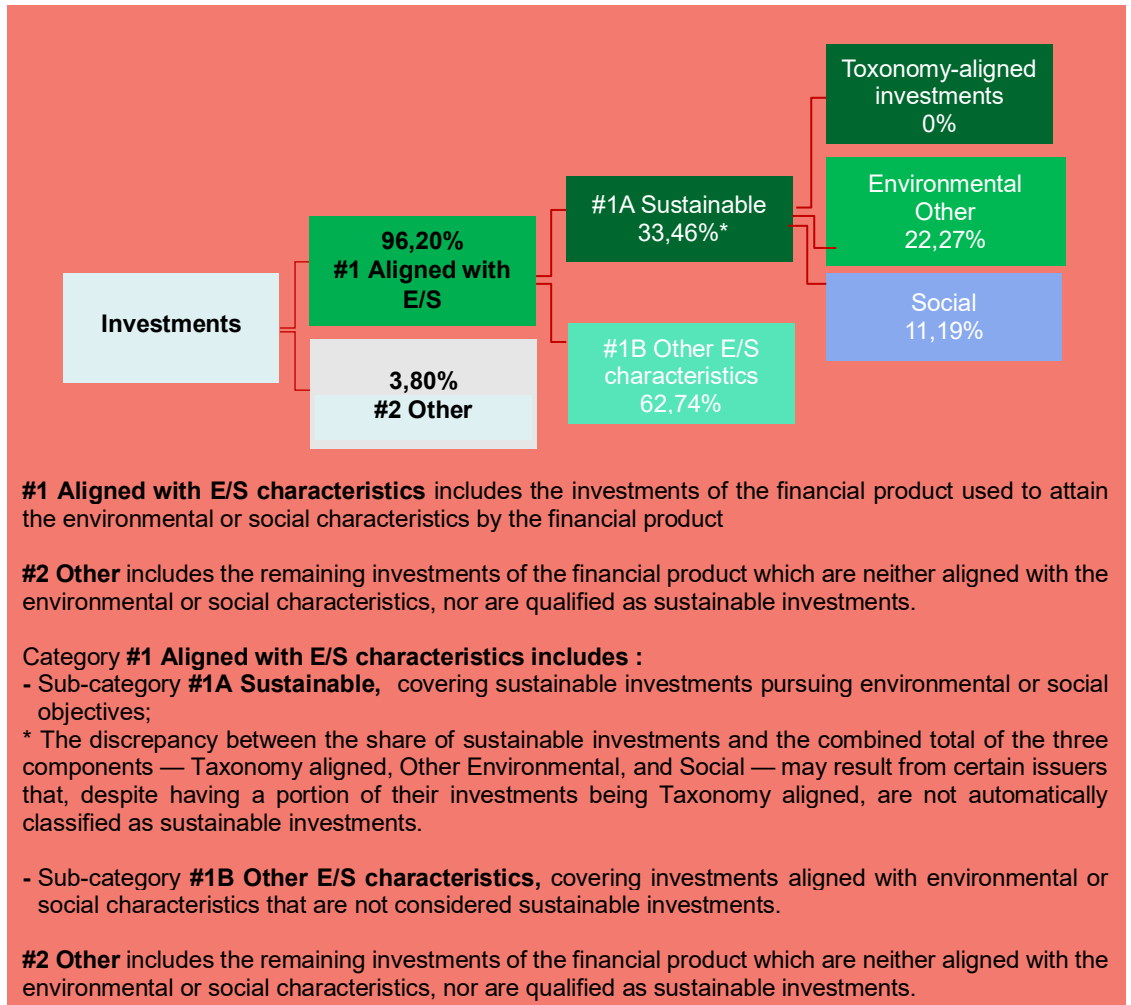 Toxonomy-aligned
investments
0%
Environmental
Other
22,27%
#1A Sustainable
33,46%*
96,20%
#1 Aligned with
E/S
Investments
Social
11,19%
#1B Other E/S
characteristics
62,74%
3,80%
#2 Other
#1 Aligned with E/S characteristics includes the investments of the financial product used to attain
the environmental or social characteristics by the financial product
#2 Other includes the remaining investments of the financial product which are neither aligned with the
environmental or social characteristics, nor are qualified as sustainable investments.
Category #1 Aligned with E/S characteristics includes :
- Sub-category #1A Sustainable, covering sustainable investments pursuing environmental or social
objectives;
* The discrepancy between the share of sustainable investments and the combined total of the three
components — Taxonomy aligned, Other Environmental, and Social — may result from certain issuers
that, despite having a portion of their investments being Taxonomy aligned, are not automatically
classified as sustainable investments.
- Sub-category #1B Other E/S characteristics, covering investments aligned with environmental or
social characteristics that are not considered sustainable investments.
#2 Other includes the remaining investments of the financial product which are neither aligned with the
environmental or social characteristics, nor are qualified as sustainable investments.